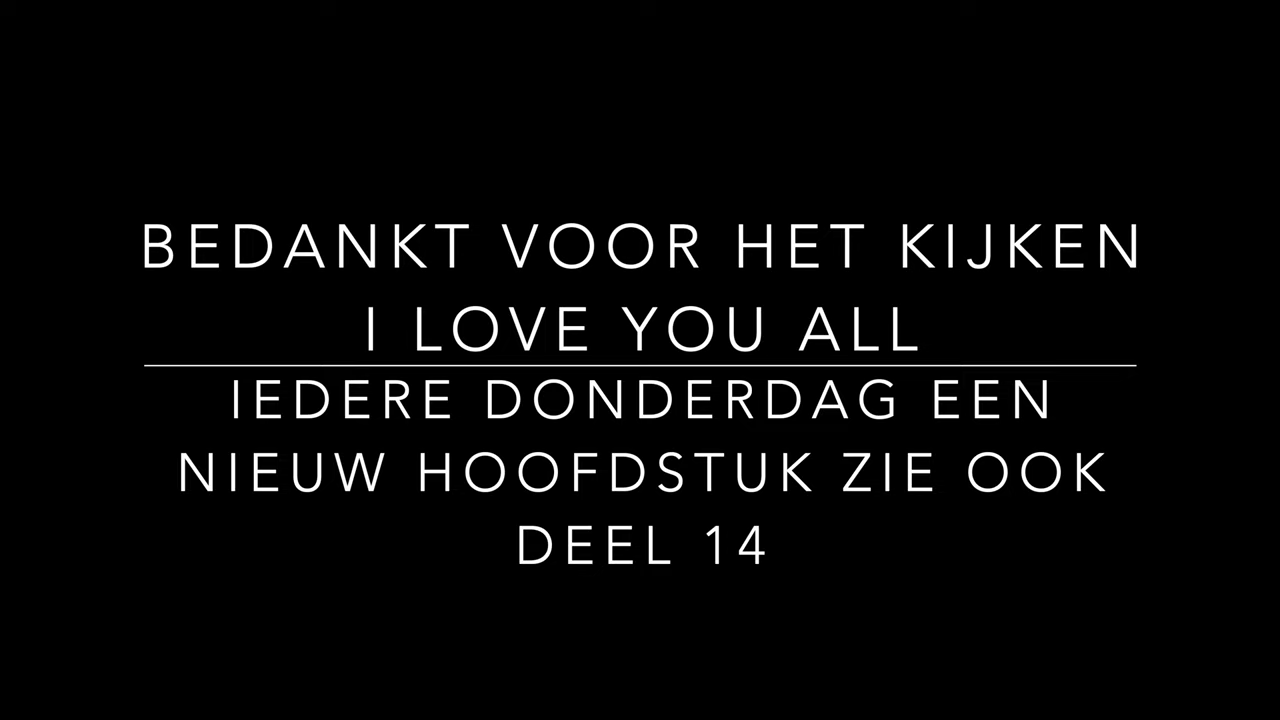 BEDANKT VOOR HET KIJKEN
I LOVE YOU ALL
IEDERE DONDERDAG EEN
NIEUW HOOFDSTUK ZIE OOK
DEEL 14